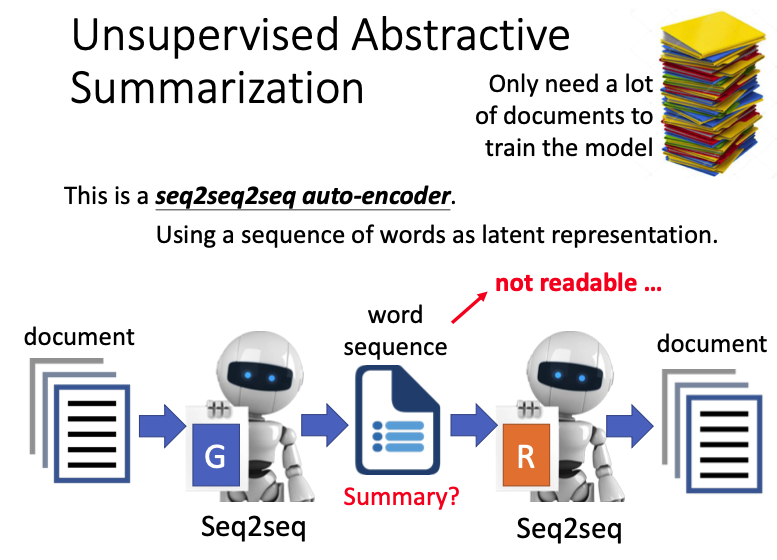 Unsupervised Abstractive
Summarization
Only need a lot
of documents to
train the model
This is a seq2seq2seq auto-encoder.
Using a sequence of words as latent representation.
not readable …
document
word
sequence
document
G
R
Summary?
Seq2seq
Seq2seq